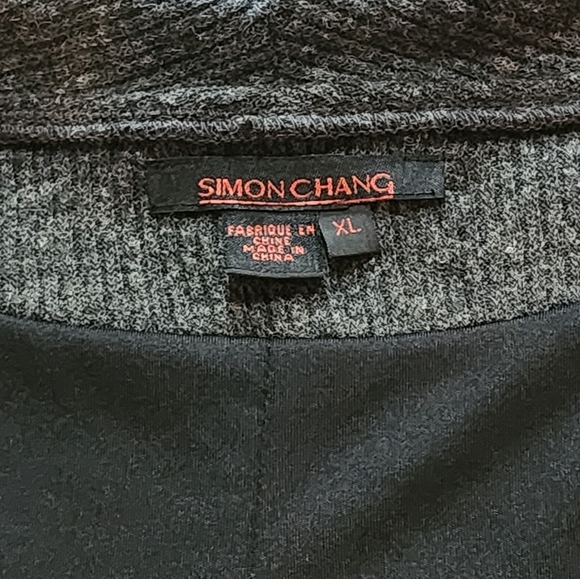 SIMON CHANG
XL
FABRIQUE EN
CHINE
MADE IN
CHINA